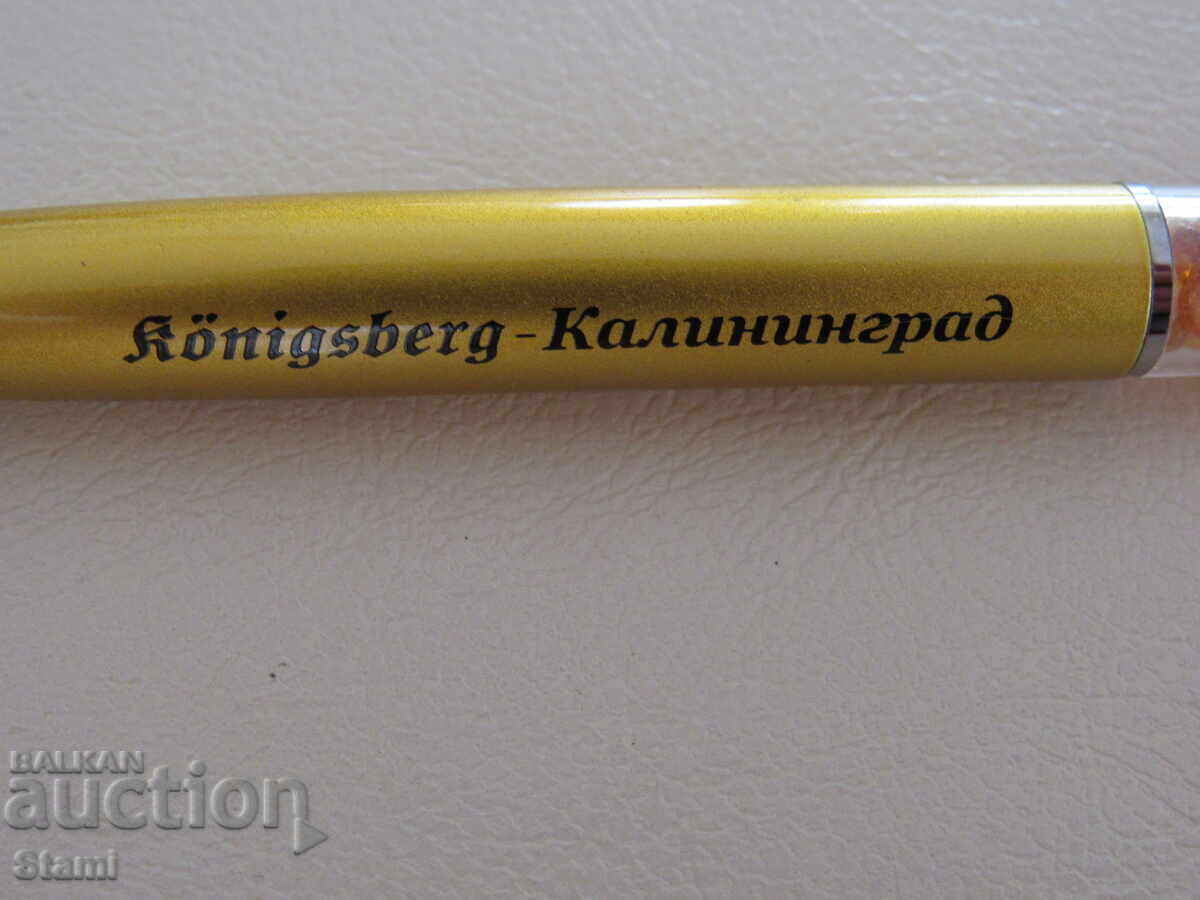 Königsberg-Калининград
BALKAN
auction
Stami